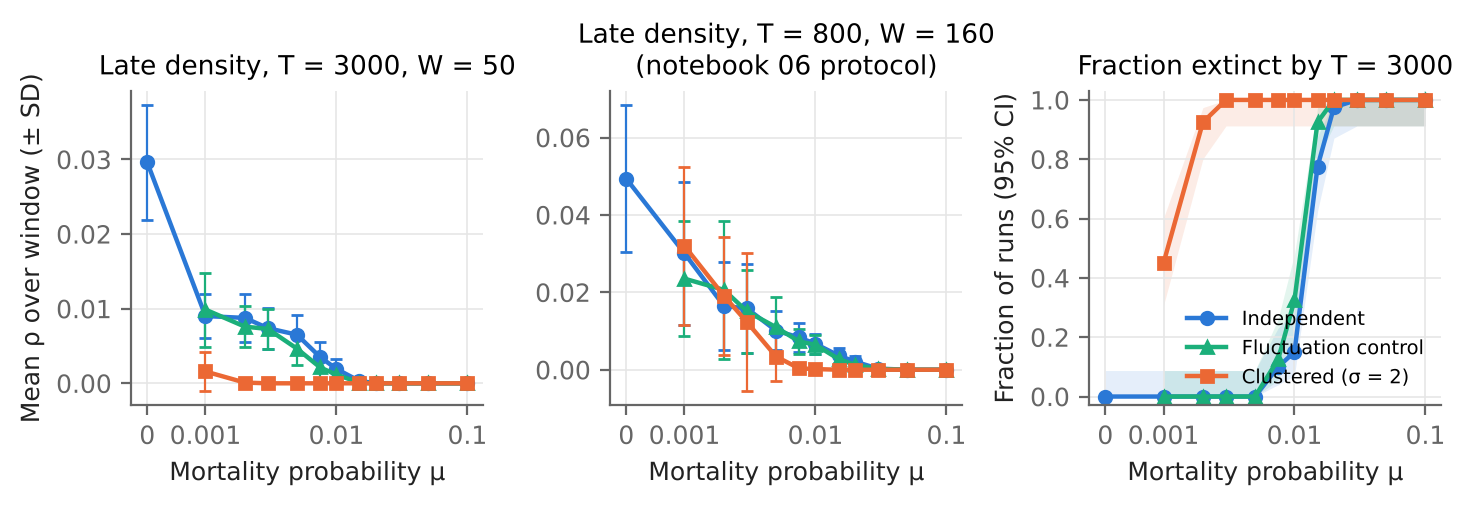 Late density, T = 3000, W = 50
Mean ρ over window (± SD)
0.03
0.02
0.01
0.00
0 0.001 0.01 0.1
Mortality probability μ
Late density, T = 800, W = 160
(notebook 06 protocol)
0.06
0.04
0.02
0.00
0 0.001 0.01 0.1
Mortality probability μ
Fraction extinct by T = 3000
Fraction of runs (95% CI)
1.0
0.8
0.6
0.4
0.2
0.0
Independent
Fluctuation control
Clustered (σ = 2)
0 0.001 0.01 0.1
Mortality probability μ